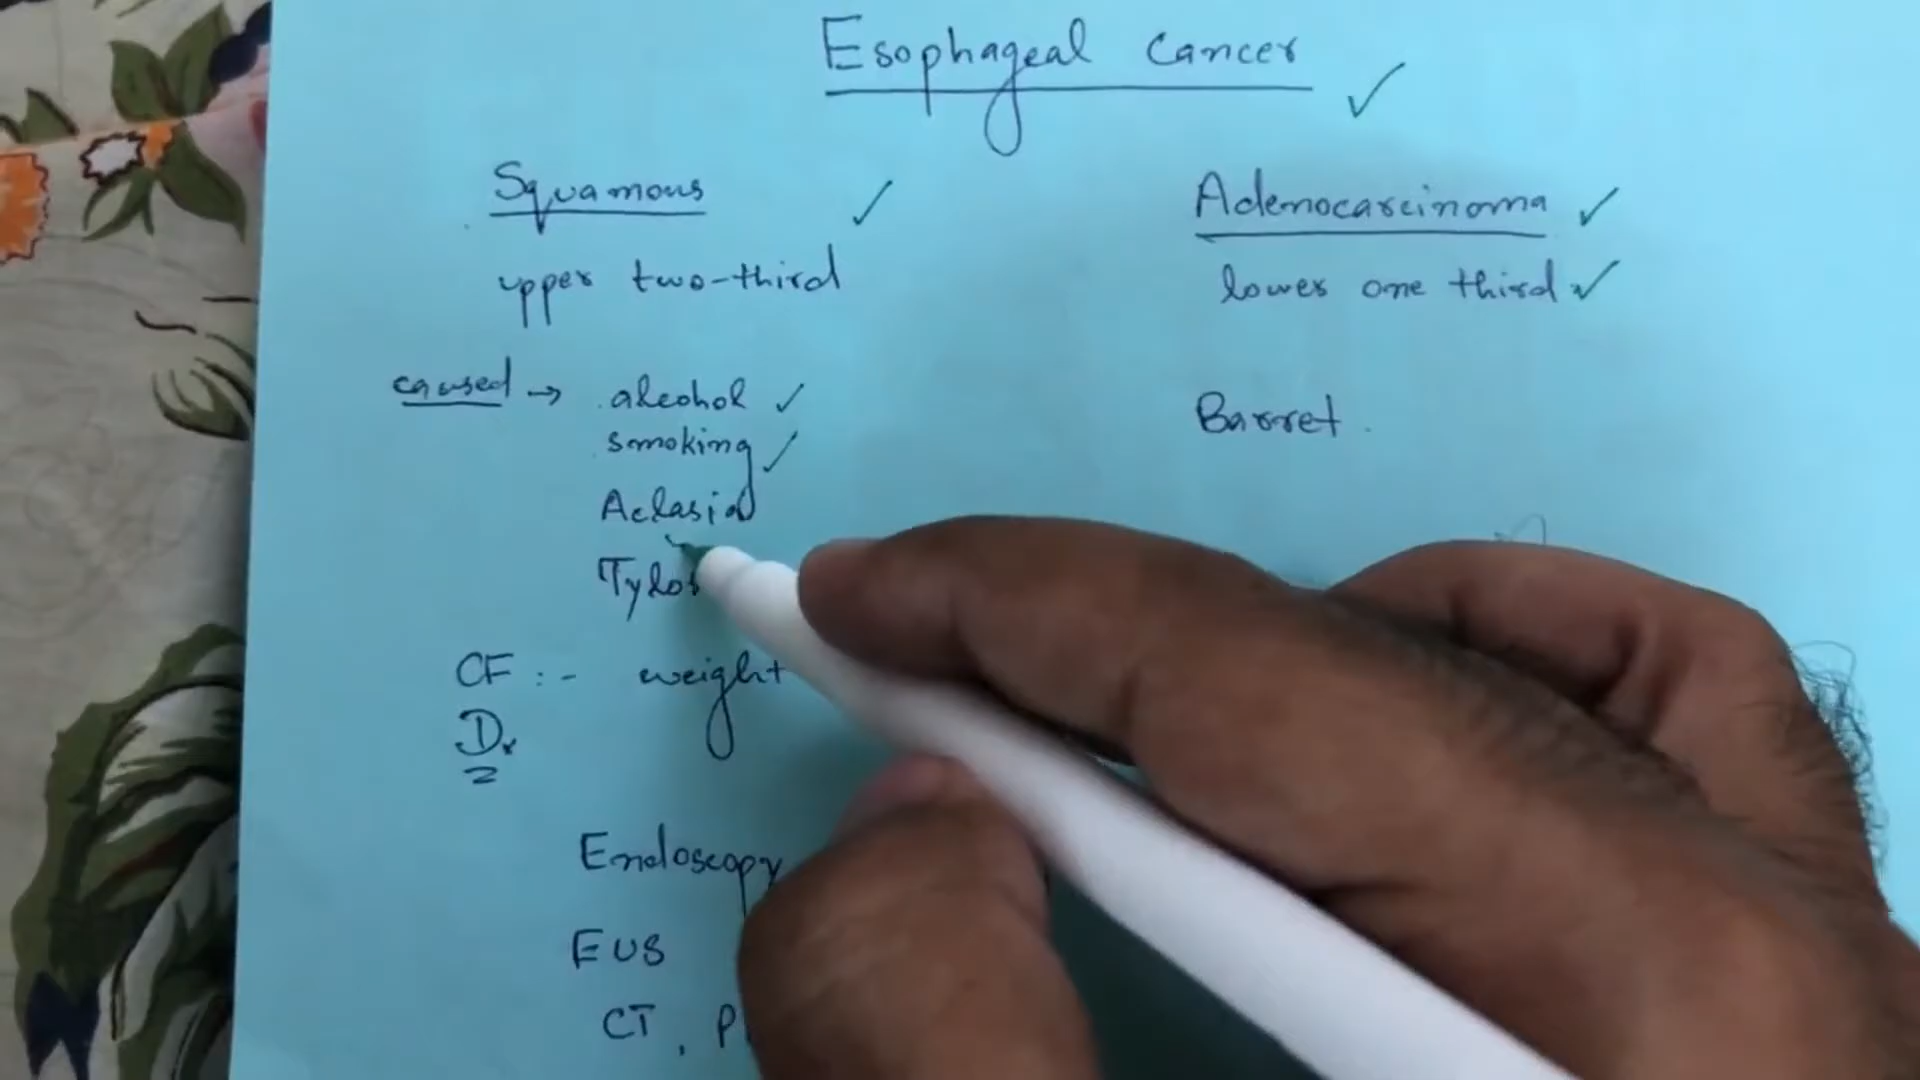 Esophageal Cancer
Squamous
Adenocarcinoma
upper two-third
lower one third
caused → alcohol
smoking
Barret.
Aclasia
CF :- weight
Dx
Endoscopy
EUS
CT,